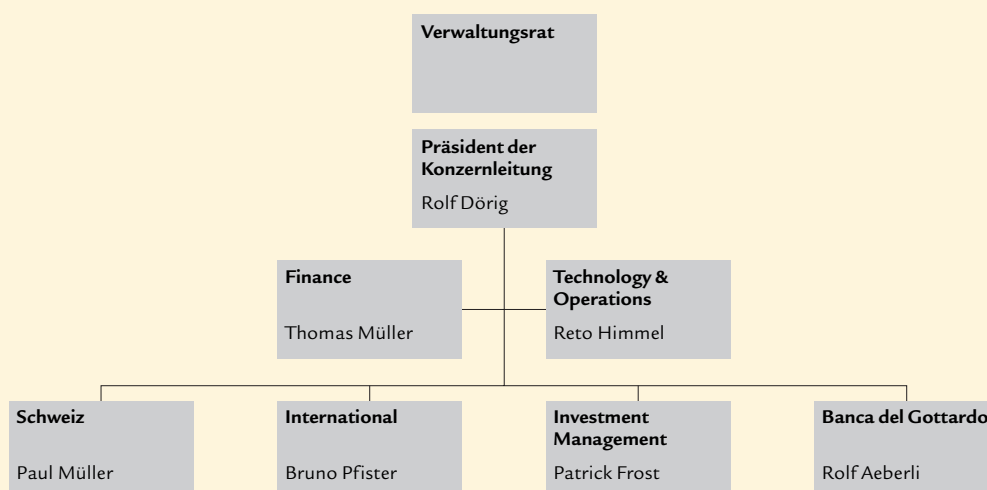 Verwaltungsrat
Präsident der
Konzernleitung
Rolf Dörig
Finance
Thomas Müller
Technology &
Operations
Reto Himmel
Schweiz
Paul Müller
International
Bruno Pfister
Investment
Management
Patrick Frost
Banca del Gottardo
Rolf Aeberli